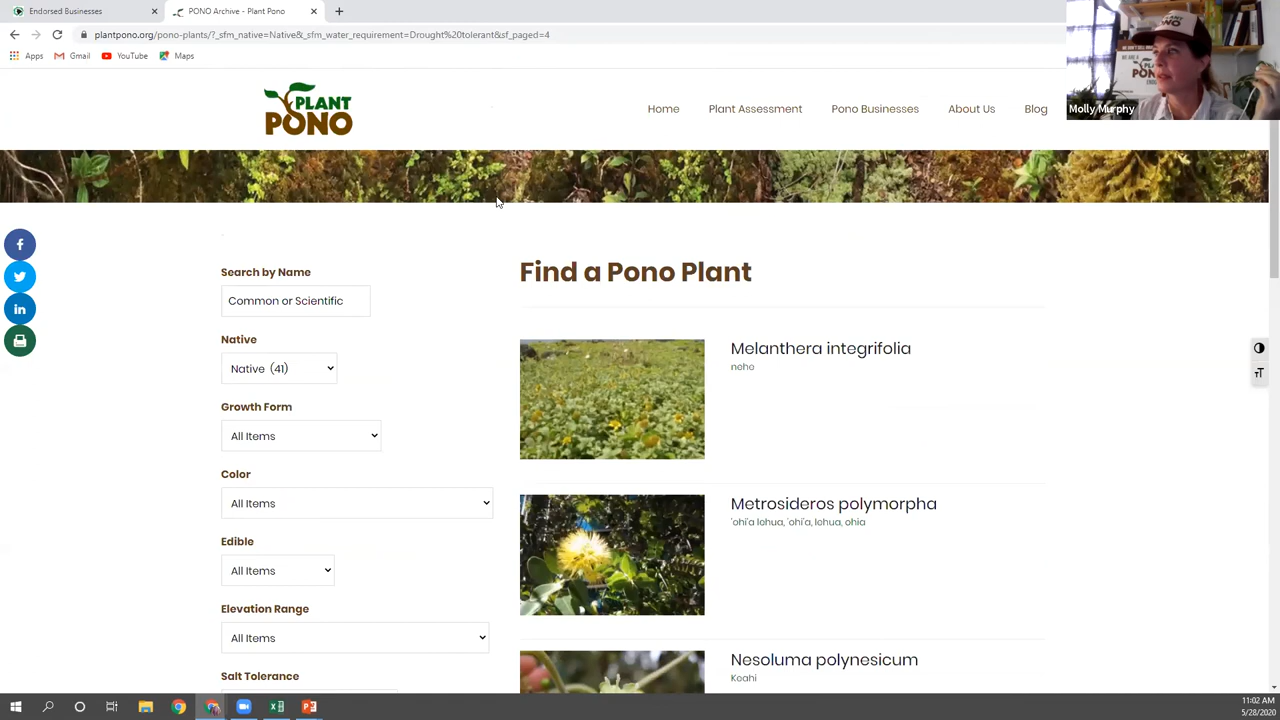 Endorsed Businesses
PONO Archive - Plant Pono
plantpono.org/pono-plants/?_sfm_native=Native&_sfm_water_requirement=Drought%20tolerant&sf_paged=4
Apps Gmail YouTube Maps
PLANT
PONO
Home Plant Assessment Pono Businesses About Us Blog
PLANT
PONO
Molly Murphy
Search by Name
Common or Scientific
Native
Native (41)
Growth Form
All Items
Color
All Items
Edible
All Items
Elevation Range
All Items
Salt Tolerance
Find a Pono Plant
Melanthera integrifolia
nehe
Metrosideros polymorpha
'ohi'a lehua, 'ohi'a, lehua, ohia
Nesoluma polynesicum
Keahi
f
in
TT
11:02 AM
5/28/2020